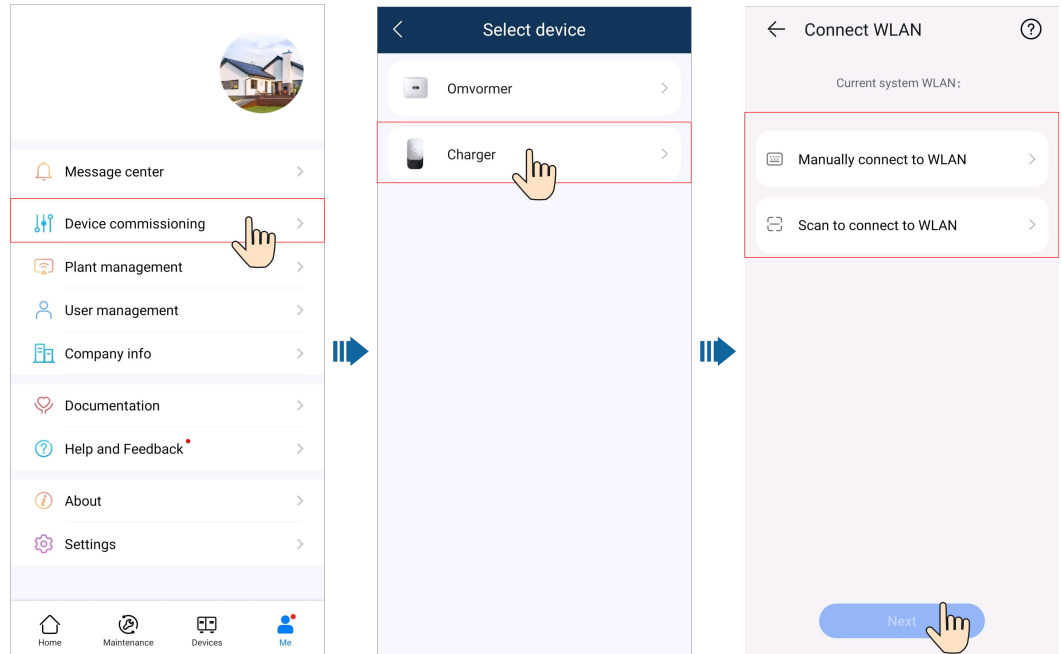 Message center
Device commissioning
Plant management
User management
Company info
Documentation
Help and Feedback
About
Settings
Home
Maintenance
Devices
Me
Select device
Omvormer
Charger
Connect WLAN
Current system WLAN:
Manually connect to WLAN
Scan to connect to WLAN
Next